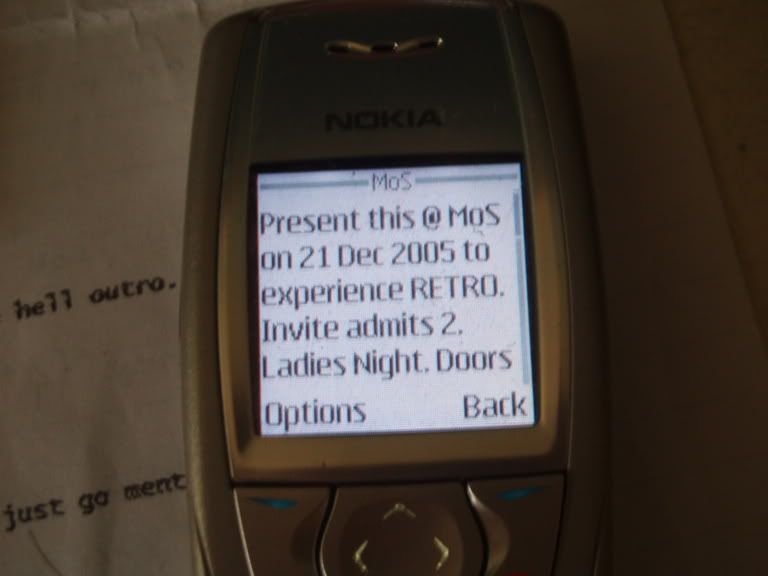 NOKIA
MoS
Present this @ MoS
on 21 Dec 2005 to
experience RETRO.
Invite admits 2.
Ladies Night. Doors
Options Back
hell outro.
just go ment